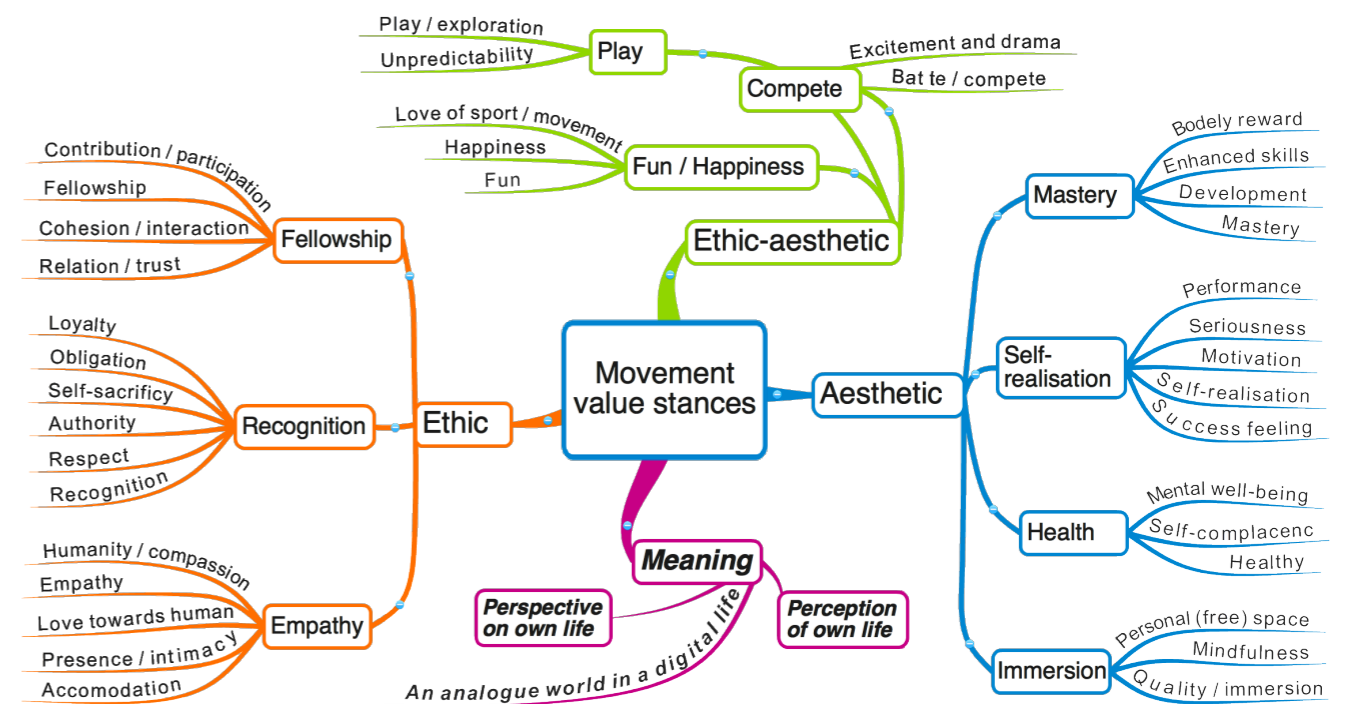 Play / exploration
Unpredictability
Play
Excitement and drama
Bat te / compete
Compete
Love of sport / movement
Happiness
Fun
Fun / Happiness
Ethic-aesthetic
Contribution / participation
Fellowship
Cohesion / interaction
Relation / trust
Fellowship
Loyalty
Obligation
Self-sacrificy
Authority
Respect
Recognition
Recognition
Humanity / compassion
Empathy
Love towards human
Presence / intimacy
Accomodation
Empathy
Ethic
Movement
value stances
Aesthetic
Bodely reward
Enhanced skills
Development
Mastery
Mastery
Performance
Seriousness
Motivation
Self-realisation
Success feeling
Self-
realisation
Mental well-being
Self-complacenc
Healthy
Health
Personal (free) space
Mindfulness
Quality / immersion
Immersion
Meaning
Perspective
on own life
An analogue world in a digital life
Perception
of own life